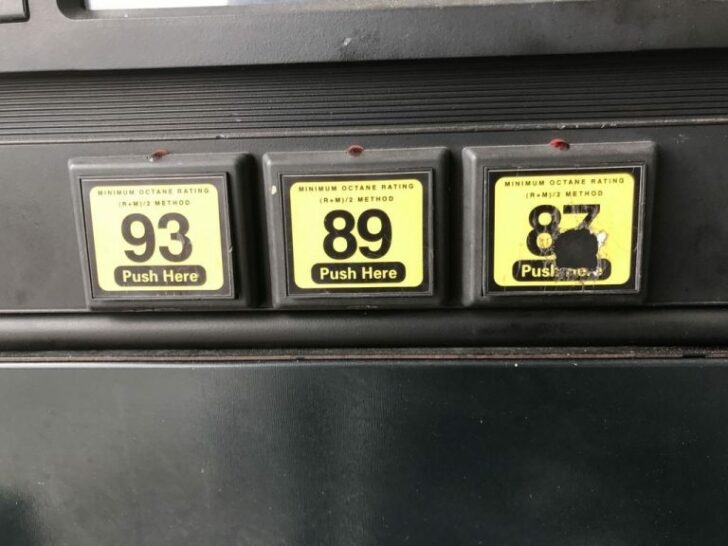 MINIMUM OCTANE RATING
(R+M)/2 METHOD
93
Push Here
MINIMUM OCTANE RATING
(R+M)/2 METHOD
89
Push Here
MINIMUM OCTANE RATING
(R+M)/2 METHOD
87
Push